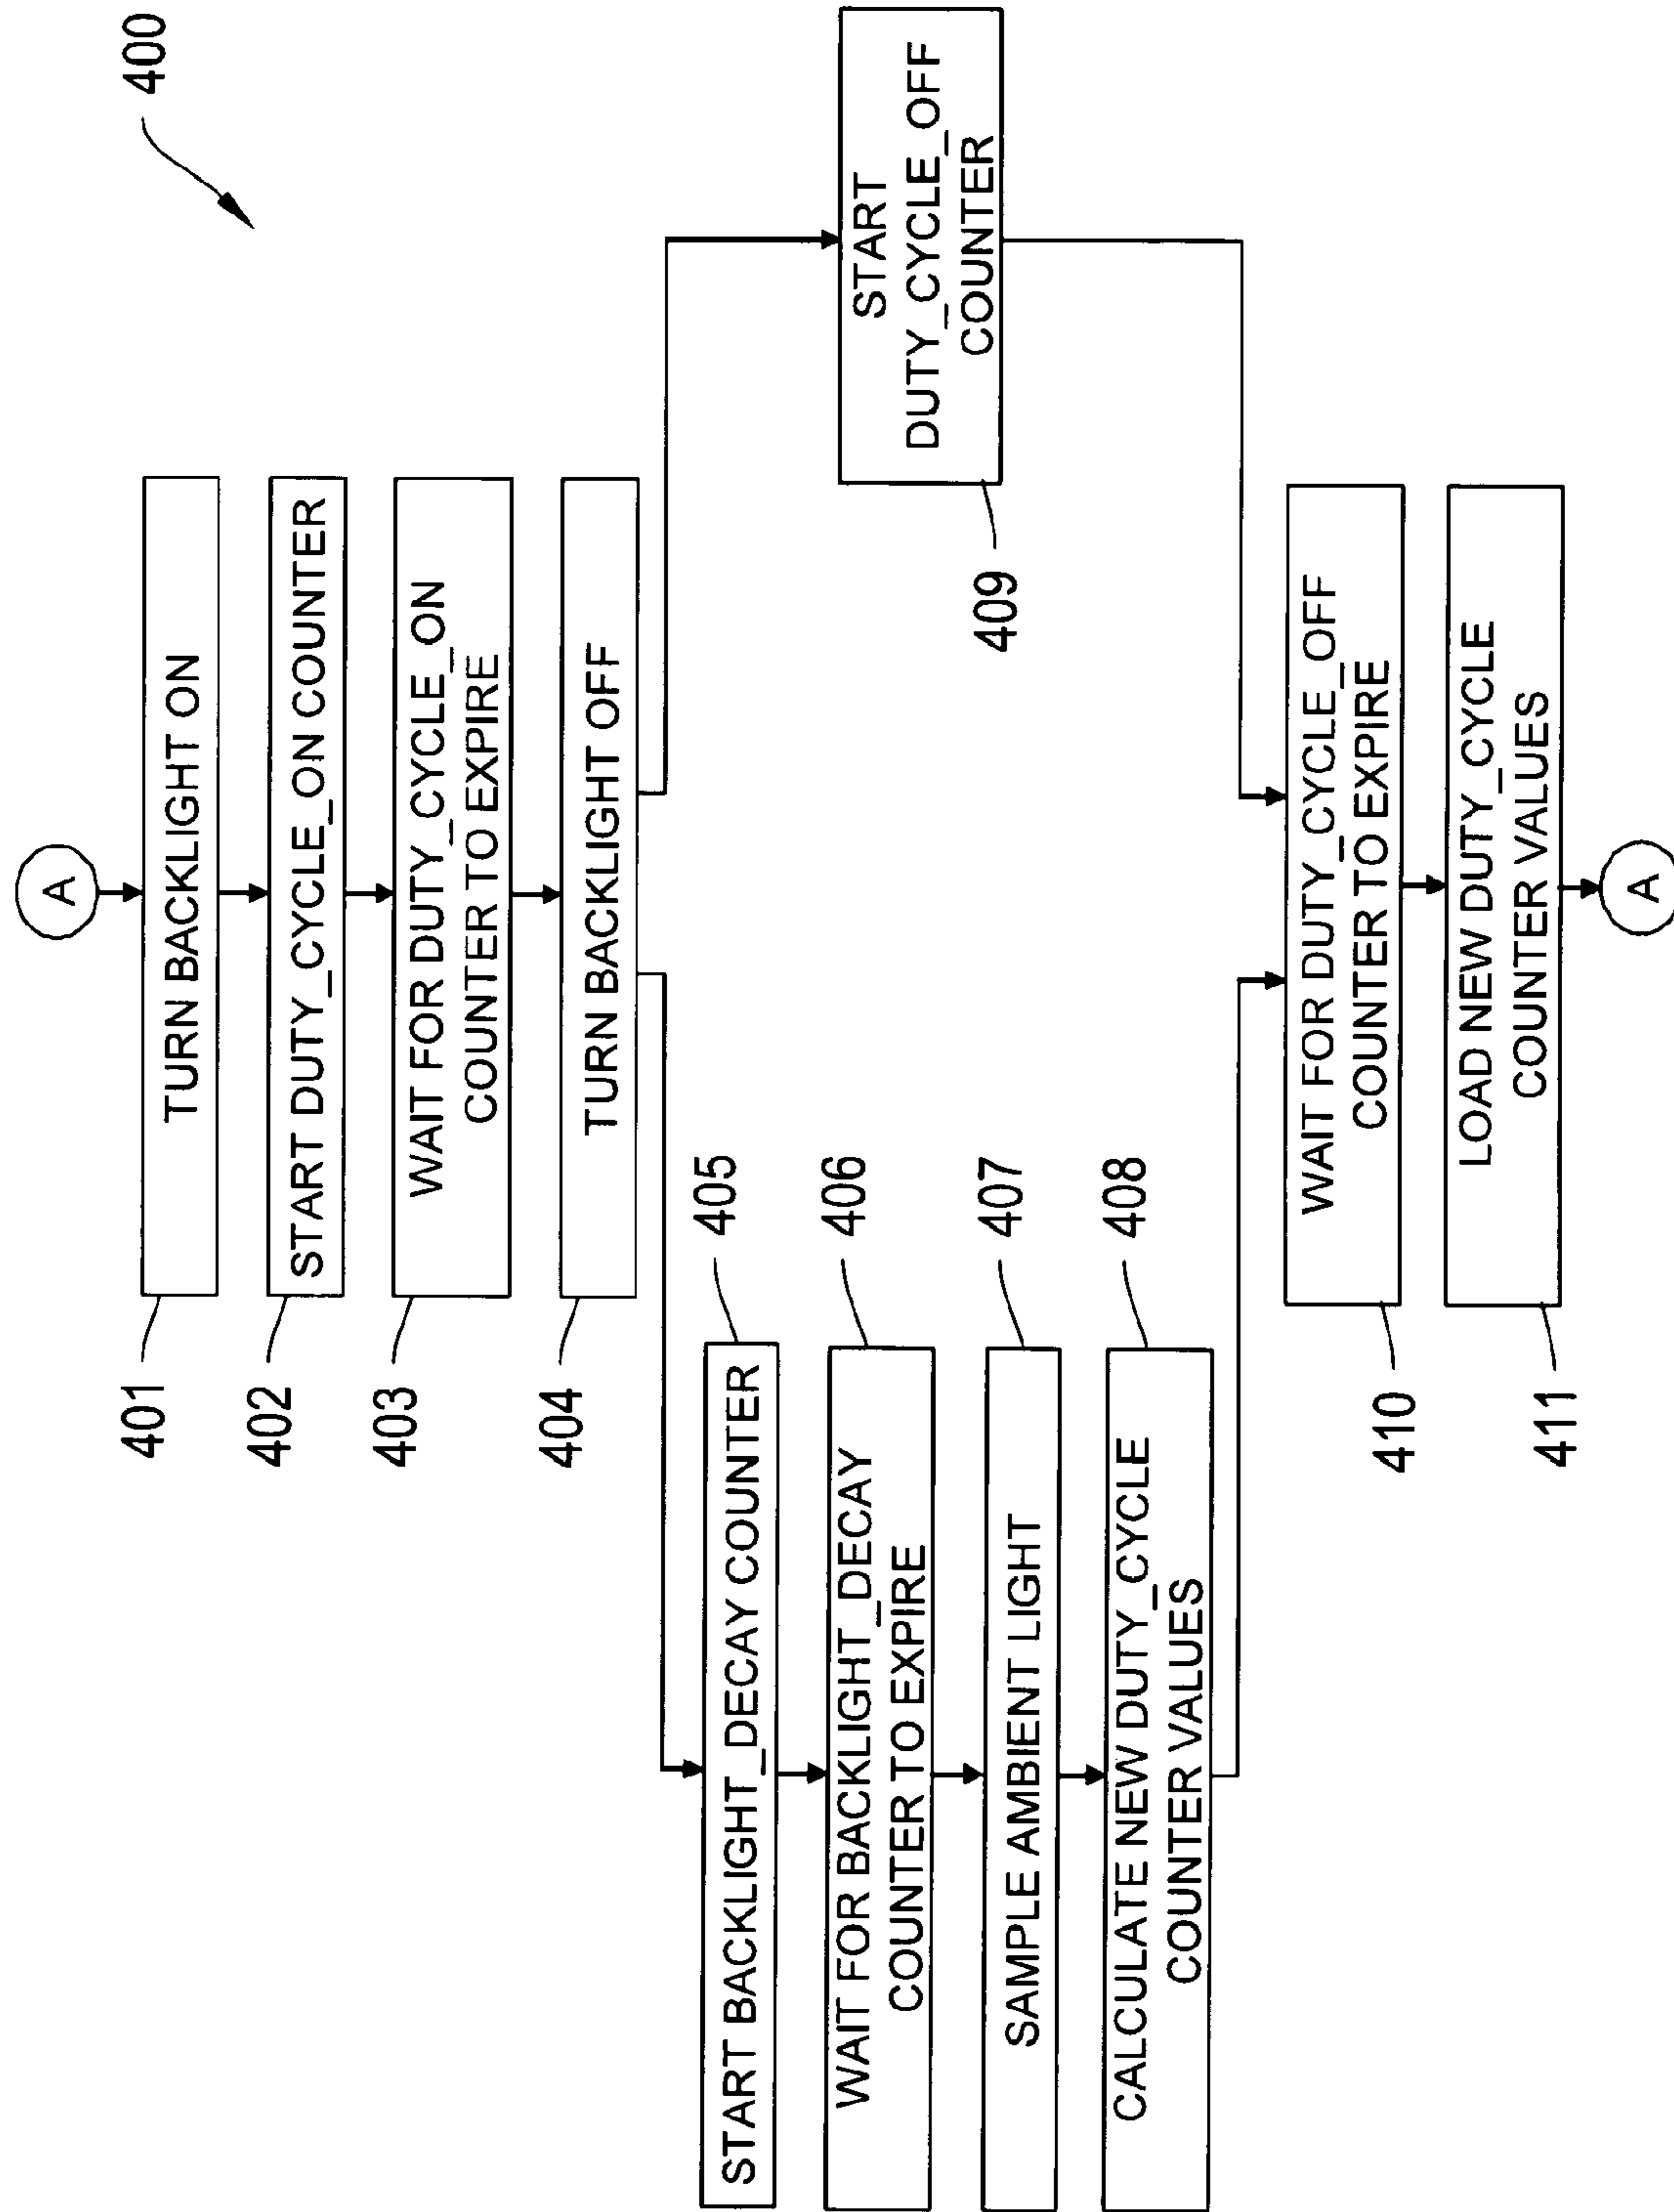 400
A
TURN BACKLIGHT ON
401
START DUTY_CYCLE_ON COUNTER
402
WAIT FOR DUTY_CYCLE_ON
COUNTER TO EXPIRE
403
TURN BACKLIGHT OFF
404
START BACKLIGHT_DECAY COUNTER
405
WAIT FOR BACKLIGHT_DECAY
COUNTER TO EXPIRE
406
SAMPLE AMBIENT LIGHT
407
CALCULATE NEW DUTY_CYCLE
COUNTER VALUES
408
START
DUTY_CYCLE_OFF
COUNTER
409
WAIT FOR DUTY_CYCLE_OFF
COUNTER TO EXPIRE
410
LOAD NEW DUTY_CYCLE
COUNTER VALUES
411
A